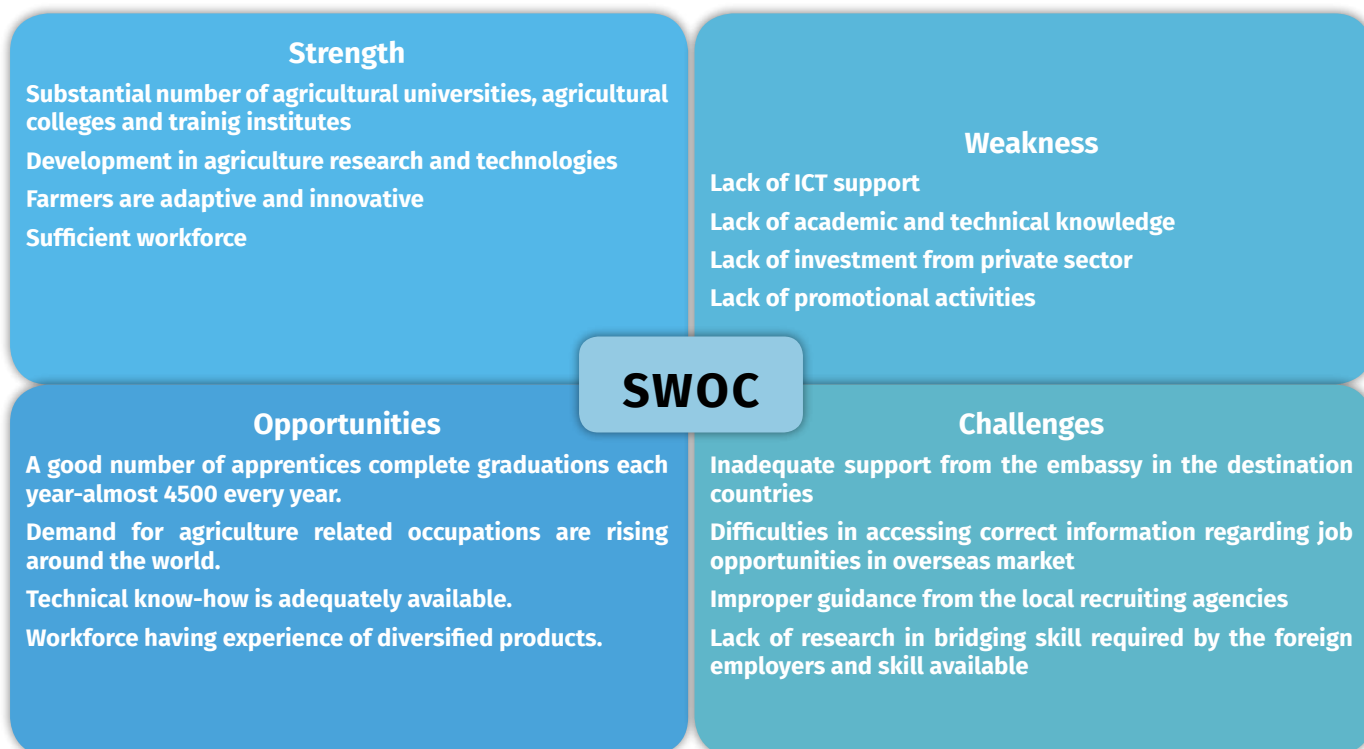 Strength
Substantial number of agricultural universities, agricultural
colleges and trainig institutes
Development in agriculture research and technologies
Farmers are adaptive and innovative
Sufficient workforce
Weakness
Lack of ICT support
Lack of academic and technical knowledge
Lack of investment from private sector
Lack of promotional activities
SWOC
Opportunities
A good number of apprentices complete graduations each
year-almost 4500 every year.
Demand for agriculture related occupations are rising
around the world.
Technical know-how is adequately available.
Workforce having experience of diversified products.
Challenges
Inadequate support from the embassy in the destination
countries
Difficulties in accessing correct information regarding job
opportunities in overseas market
Improper guidance from the local recruiting agencies
Lack of research in bridging skill required by the foreign
employers and skill available